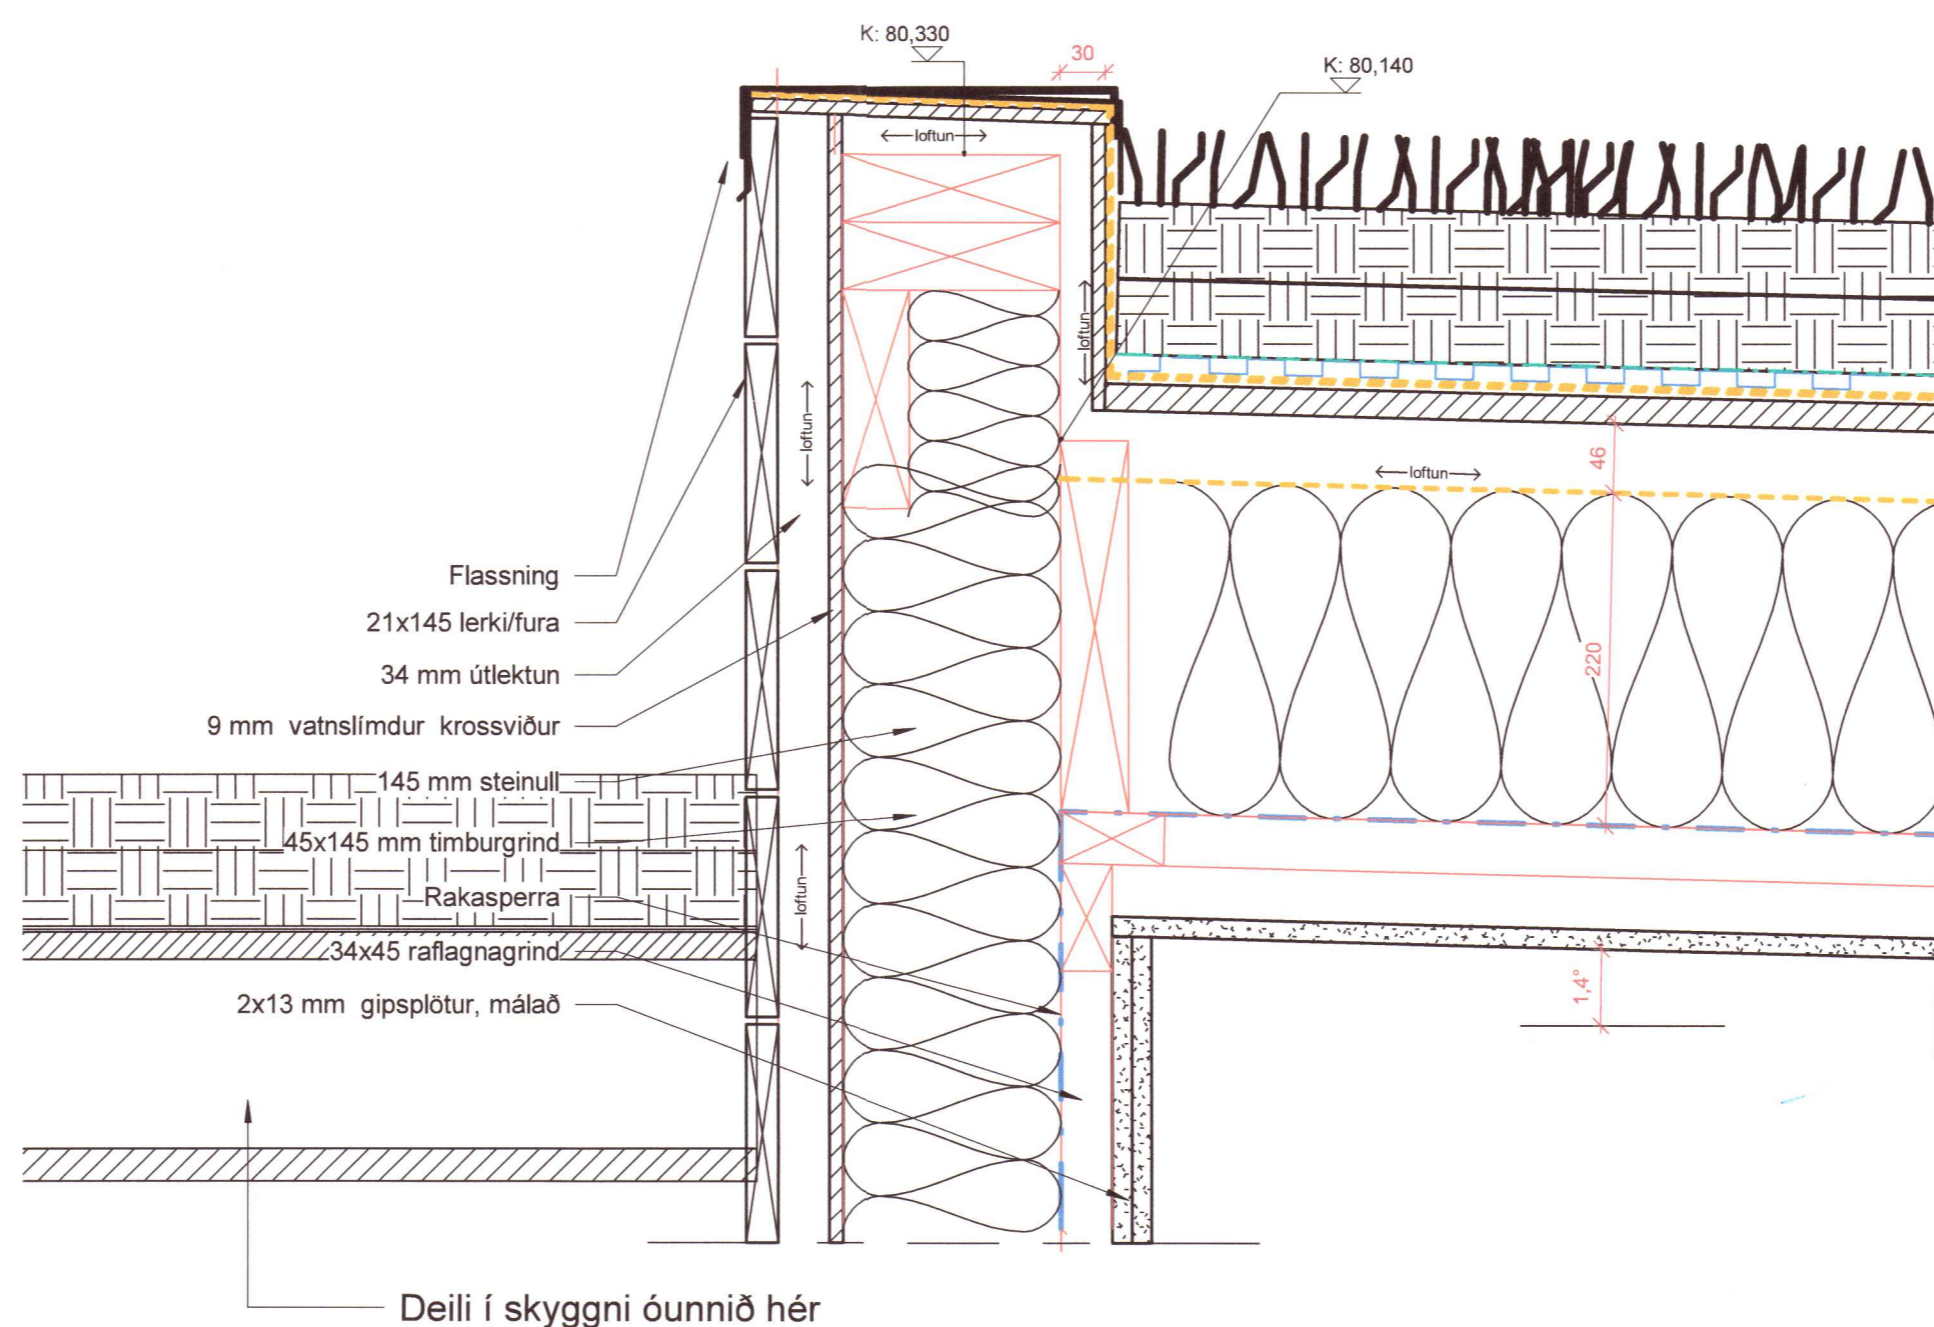 K: 80,330
30
K: 80,140
loftun
loftun
loftun
46
loftun
Flassning
21x145 lerki/fura
34 mm útlektun
220
9 mm vatnslímdur krossviður
145 mm steinull
45x145 mm timburgrind
loftun
Rakasperra
34x45 raflagnagrind
1,4°
2x13 mm gipsplötur, málað
Deili í skyggni óunnið hér